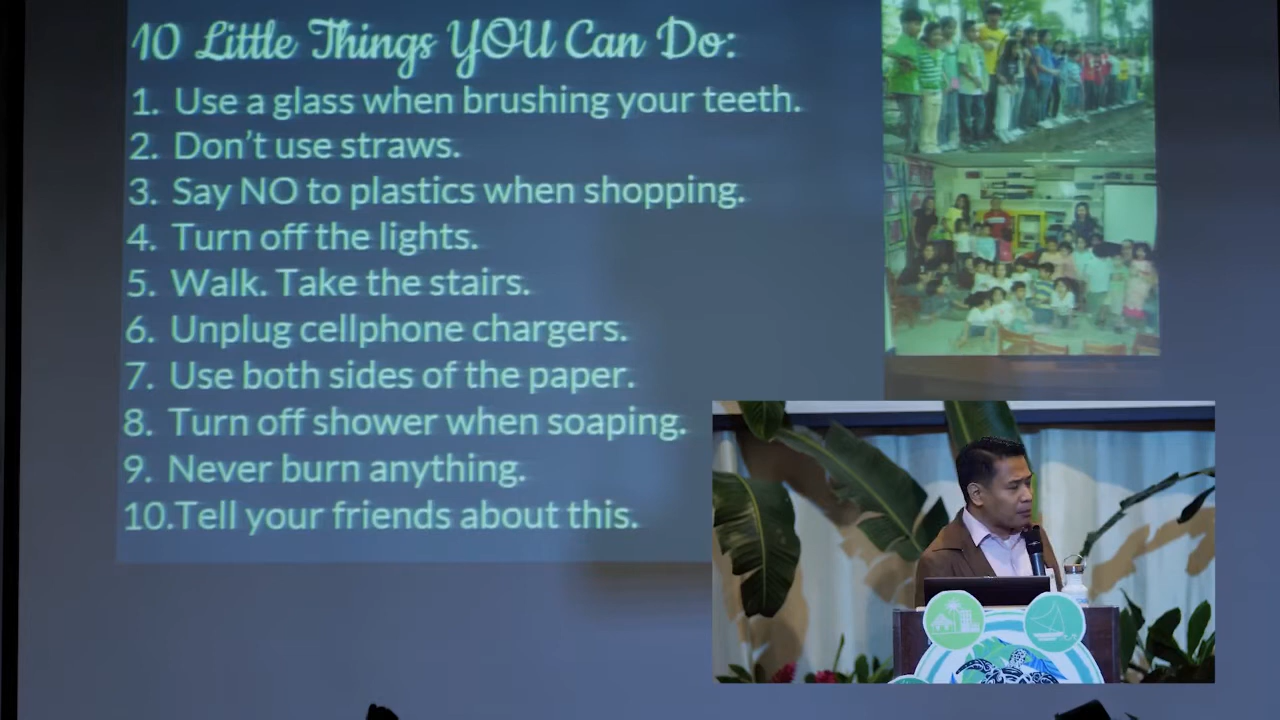 10 Little Things YOU Can Do:
1. Use a glass when brushing your teeth.
2. Don't use straws.
3. Say NO to plastics when shopping.
4. Turn off the lights.
5. Walk. Take the stairs.
6. Unplug cellphone chargers.
7. Use both sides of the paper.
8. Turn off shower when soaping.
9. Never burn anything.
10.Tell your friends about this.